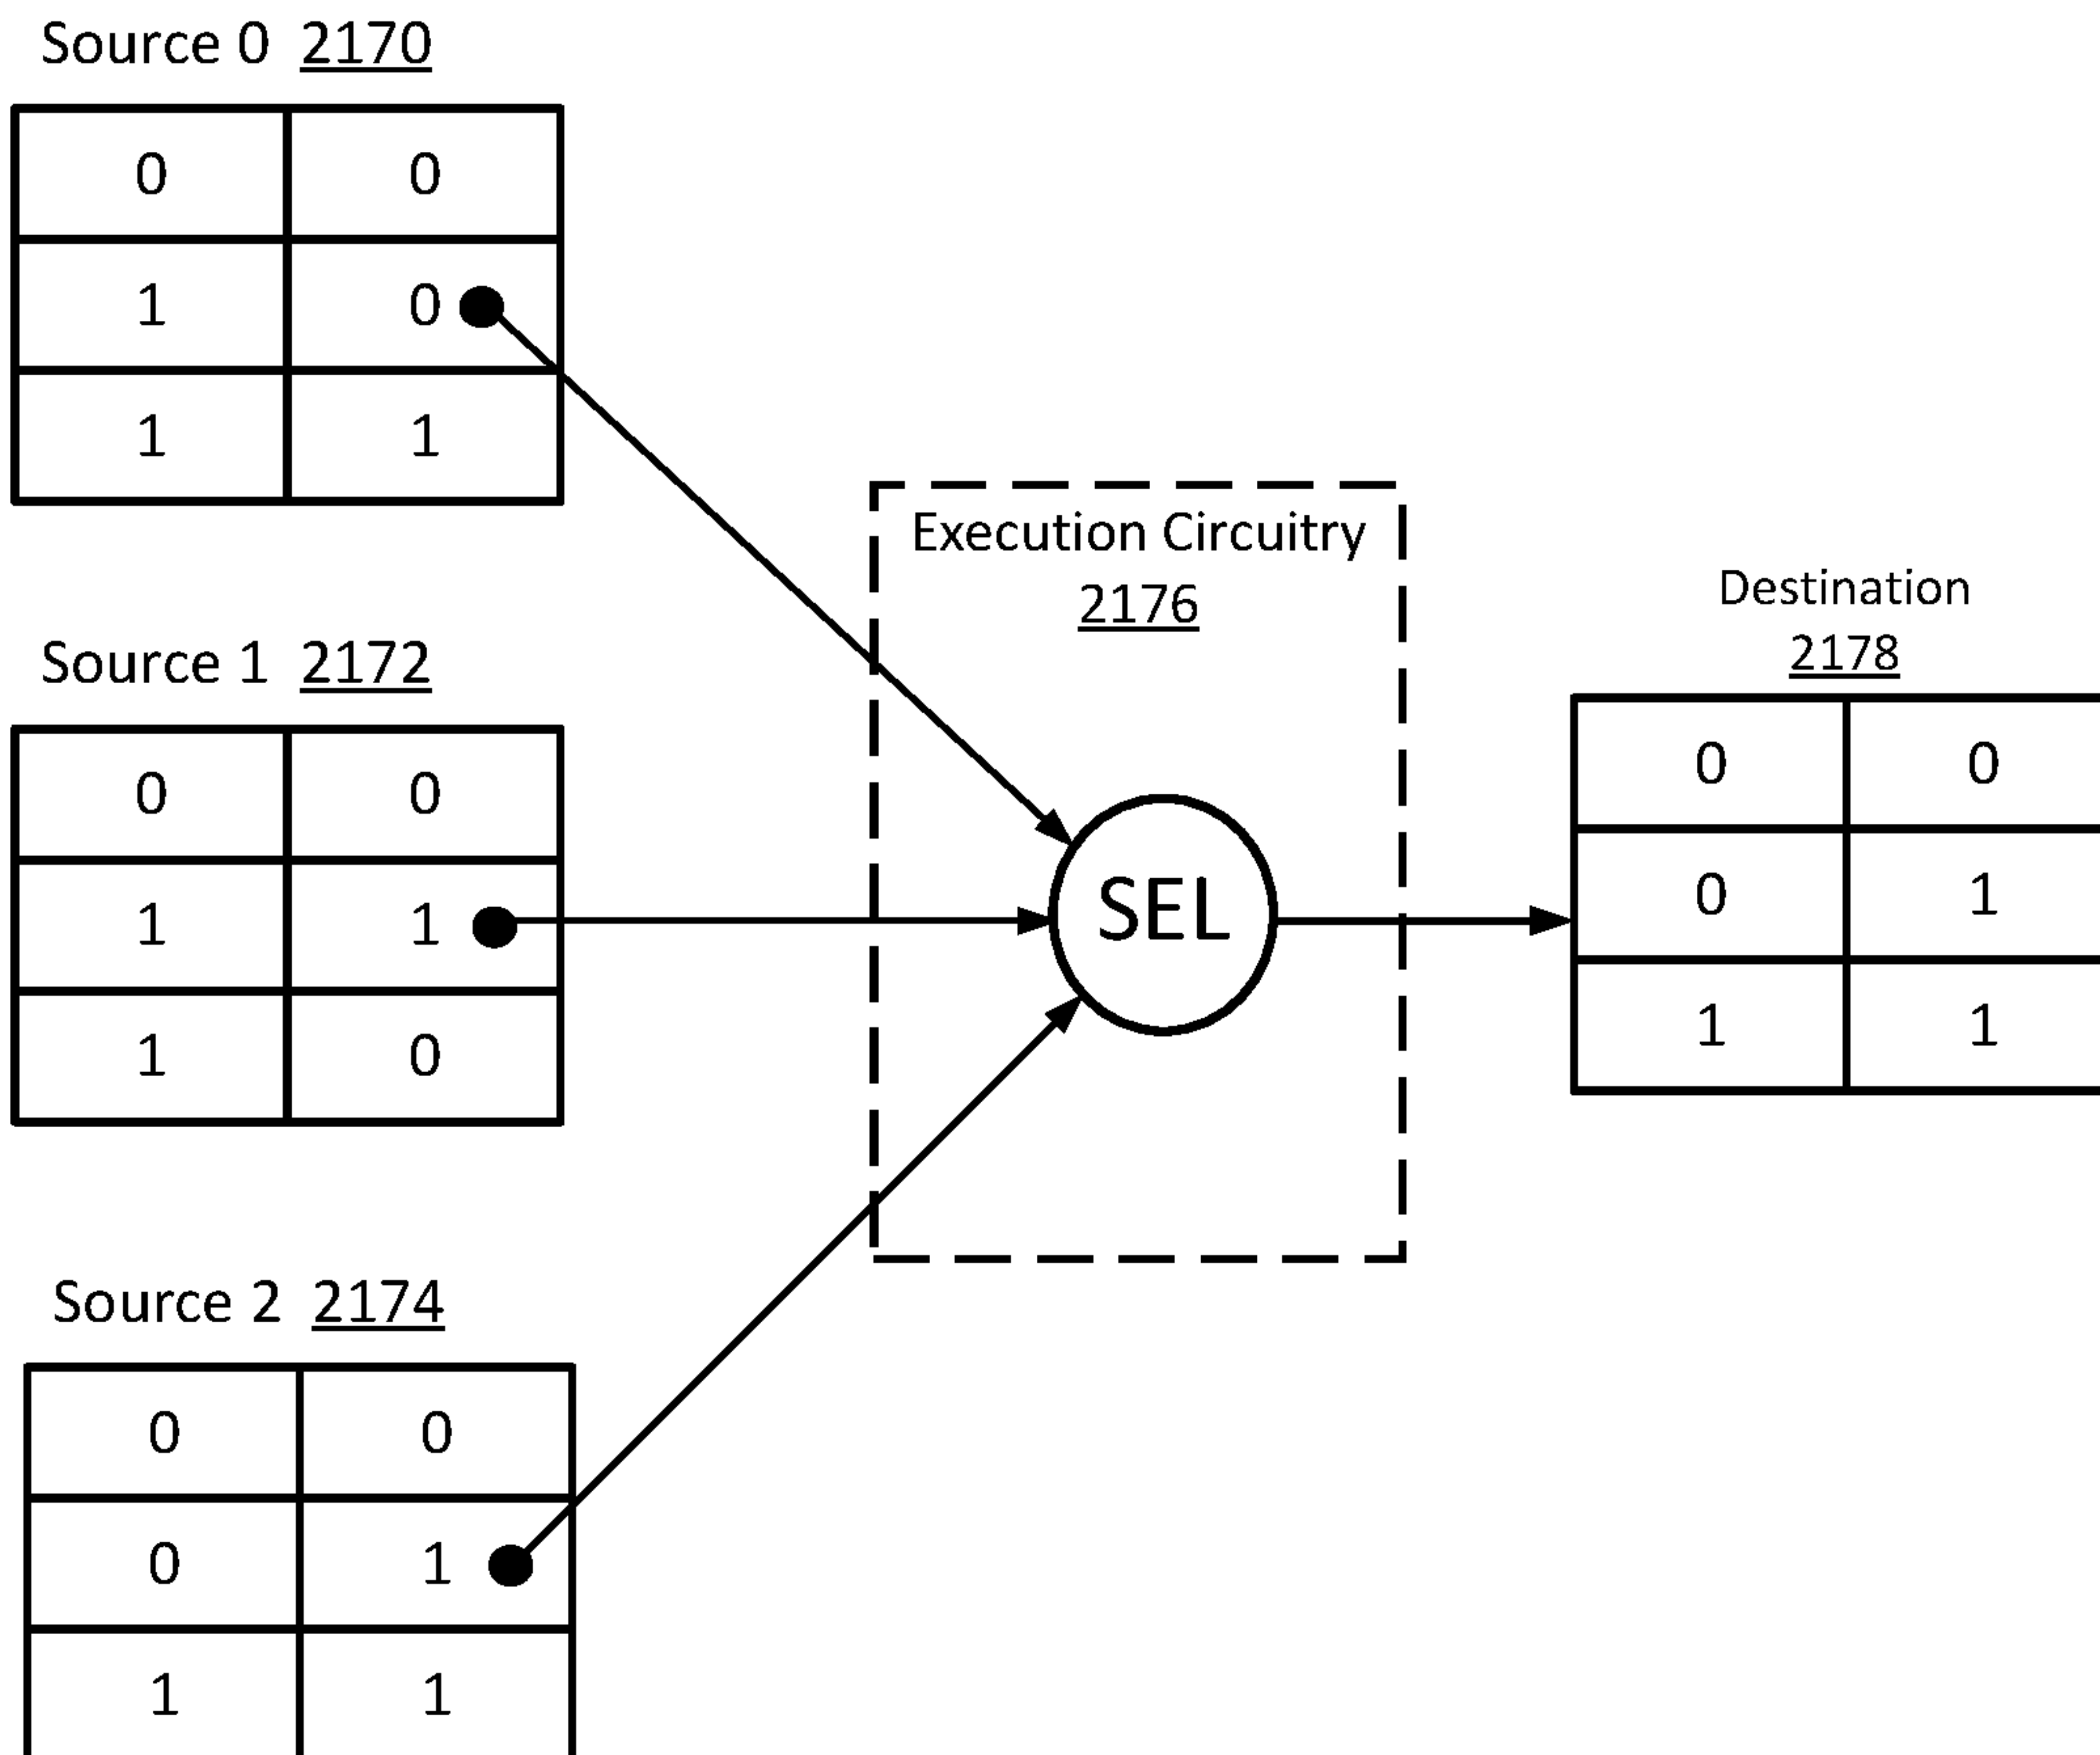 Source 0 2170
0 0
1 0
1 1
Execution Circuitry
2176
Destination
2178
Source 1 2172
0 0
1 1
1 0
SEL
0 0
0 1
1 1
Source 2 2174
0 0
0 1
1 1